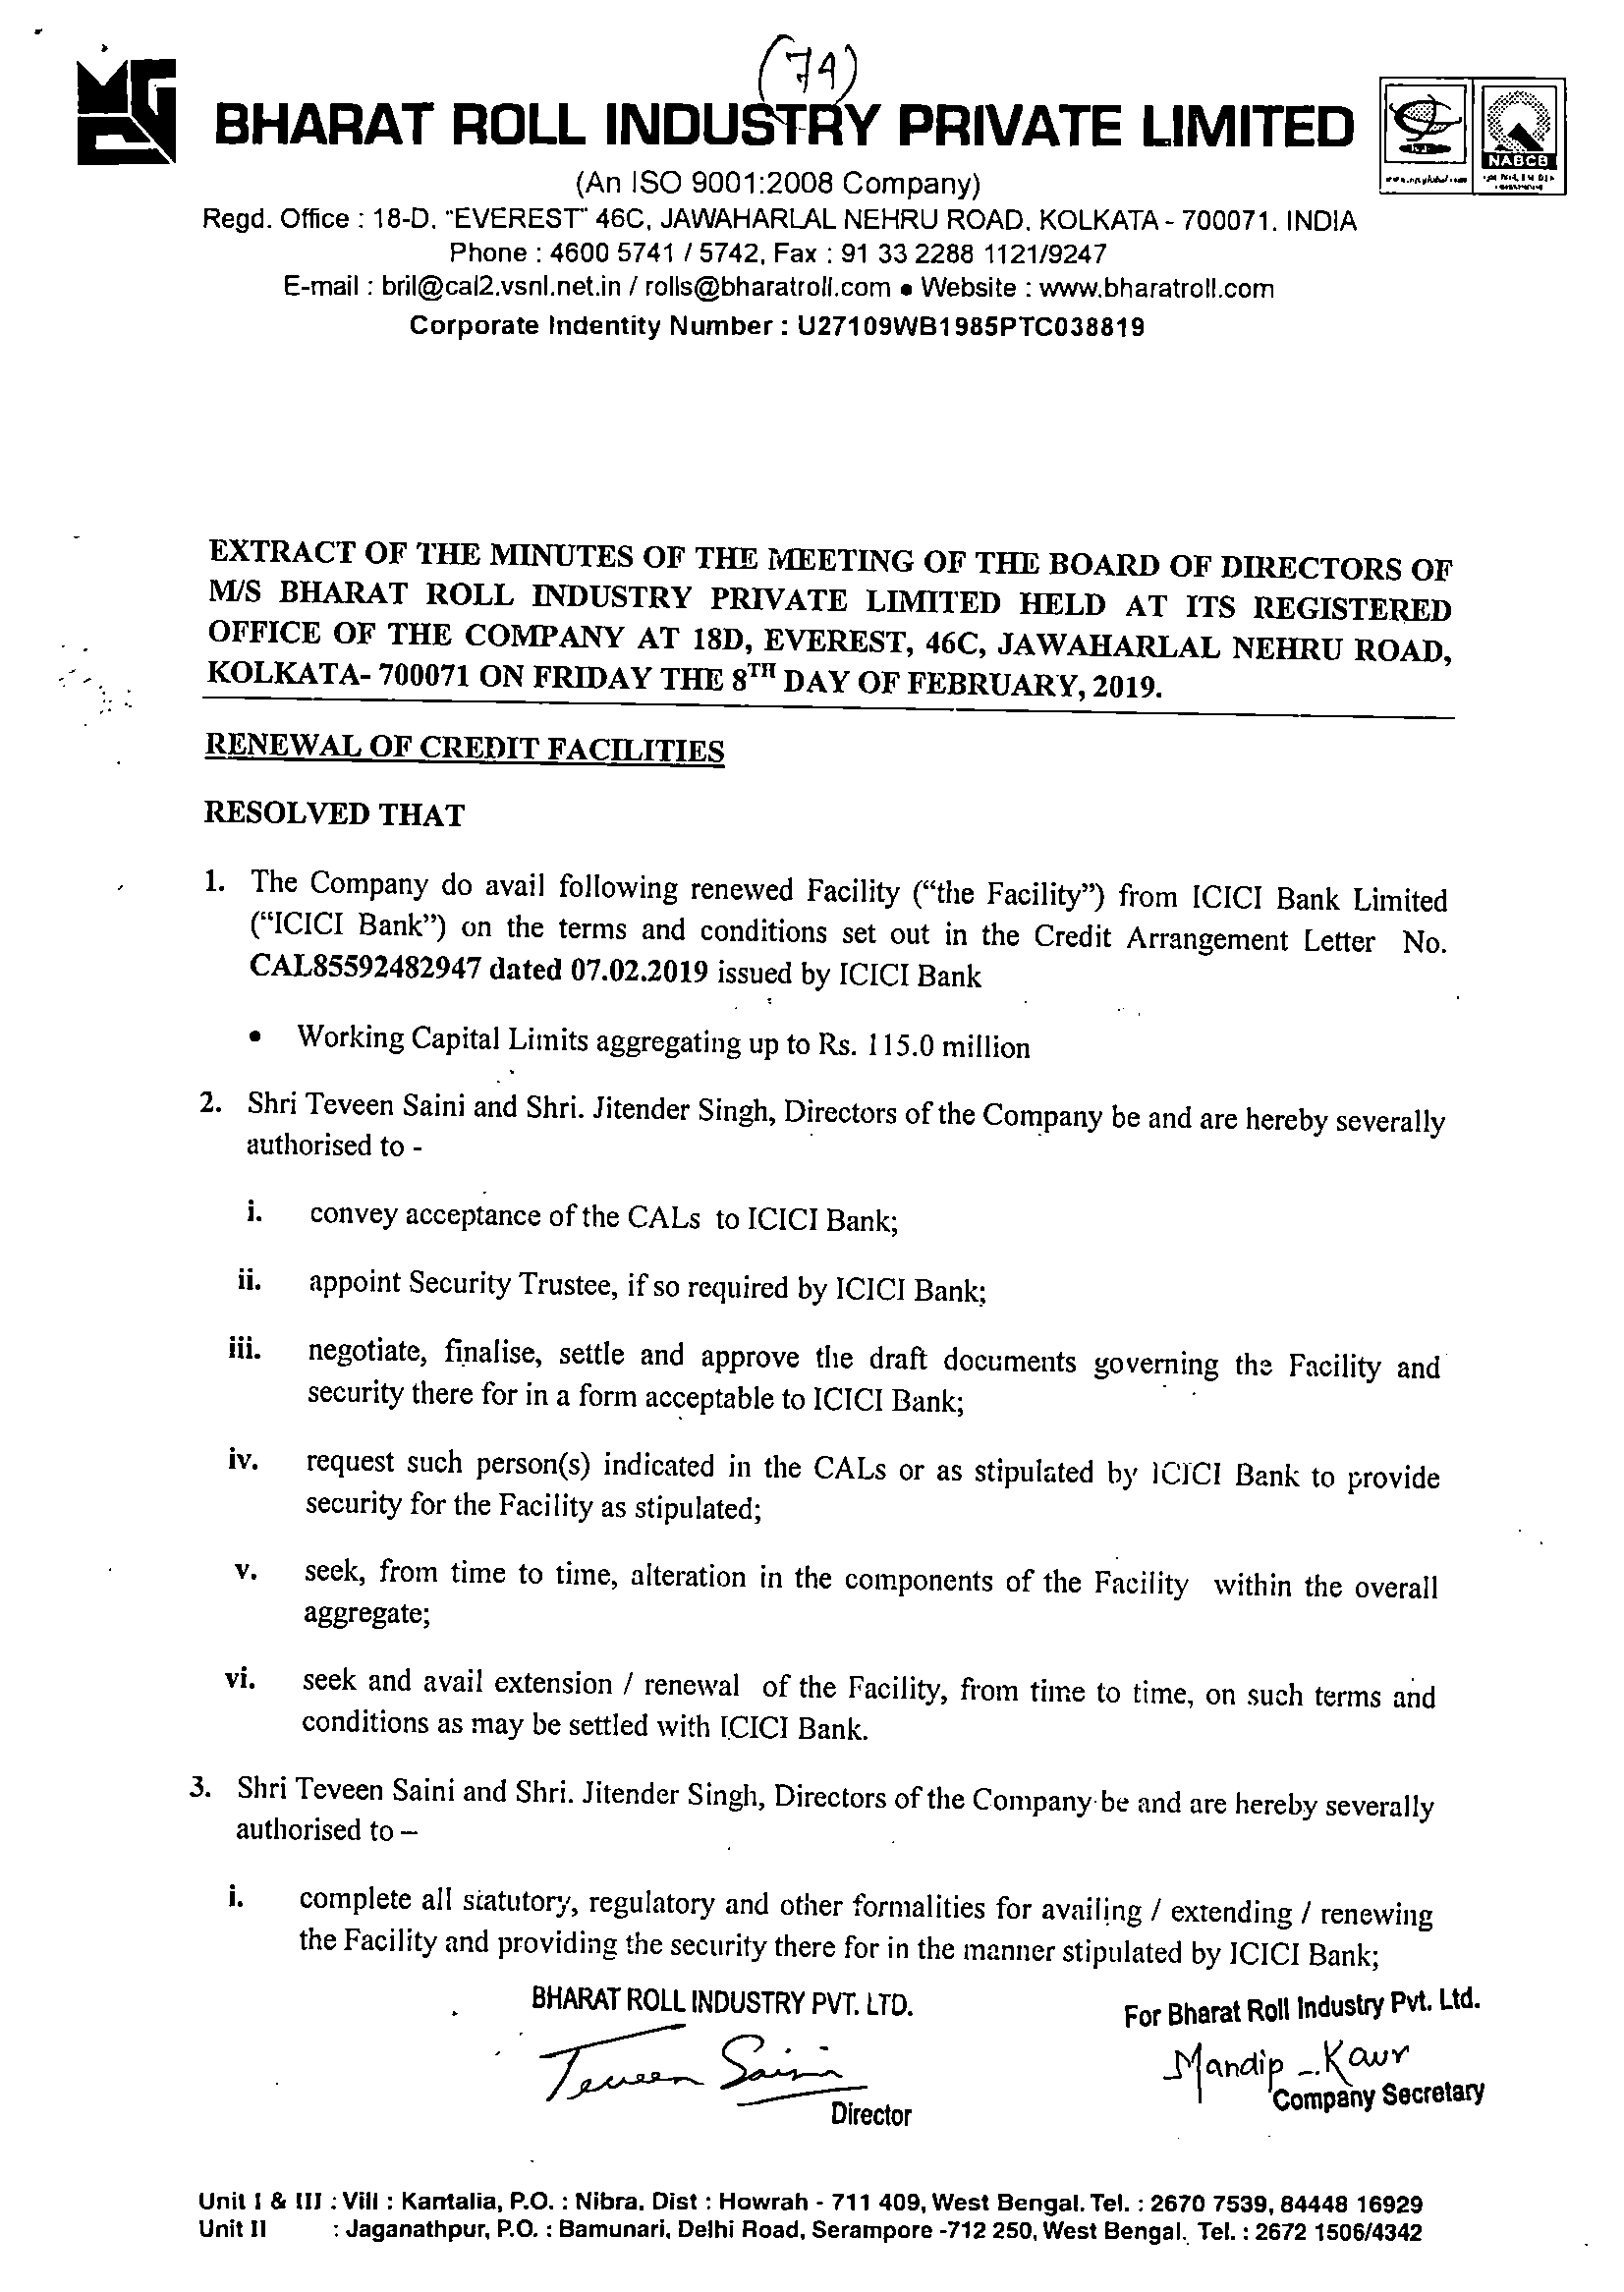 (74)
BHARAT ROLL INDUSTRY PRIVATE LIMITED
NABCB
(An ISO 9001:2008 Company)
Regd. Office : 18-D, "EVEREST" 46C, JAWAHARLAL NEHRU ROAD, KOLKATA - 700071. INDIA
Phone : 4600 5741 / 5742, Fax : 91 33 2288 1121/9247
E-mail : bril@cal2.vsnl.net.in / rolls@bharatroll.com • Website : www.bharatroll.com
Corporate Indentity Number : U27109WB1985PTC038819
EXTRACT OF THE MINUTES OF THE MEETING OF THE BOARD OF DIRECTORS OF
M/S BHARAT ROLL INDUSTRY PRIVATE LIMITED HELD AT ITS REGISTERED
OFFICE OF THE COMPANY AT 18D, EVEREST, 46C, JAWAHARLAL NEHRU ROAD,
KOLKATA- 700071 ON FRIDAY THE 8TH DAY OF FEBRUARY, 2019.
RENEWAL OF CREDIT FACILITIES
RESOLVED THAT
1. The Company do avail following renewed Facility (“the Facility”) from ICICI Bank Limited
(“ICICI Bank”) on the terms and conditions set out in the Credit Arrangement Letter No.
CAL85592482947 dated 07.02.2019 issued by ICICI Bank
• Working Capital Limits aggregating up to Rs. 115.0 million
2. Shri Teveen Saini and Shri. Jitender Singh, Directors of the Company be and are hereby severally
authorised to -
i. convey acceptance of the CALs to ICICI Bank;
ii. appoint Security Trustee, if so required by ICICI Bank;
iii. negotiate, finalise, settle and approve the draft documents governing the Facility and
security there for in a form acceptable to ICICI Bank;
iv. request such person(s) indicated in the CALs or as stipulated by ICICI Bank to provide
security for the Facility as stipulated;
v. seek, from time to time, alteration in the components of the Facility within the overall
aggregate;
vi. seek and avail extension / renewal of the Facility, from time to time, on such terms and
conditions as may be settled with ICICI Bank.
3. Shri Teveen Saini and Shri. Jitender Singh, Directors of the Company be and are hereby severally
authorised to –
i. complete all statutory, regulatory and other formalities for availing / extending / renewing
the Facility and providing the security there for in the manner stipulated by ICICI Bank;
BHARAT ROLL INDUSTRY PVT. LTD.
Teveen Saini
Director
For Bharat Roll Industry Pvt. Ltd.
Mandip Kaur
Company Secretary
Unit I & III : Vill : Kantalia, P.O. : Nibra, Dist : Howrah - 711 409, West Bengal. Tel. : 2670 7539, 84448 16929
Unit II : Jaganathpur, P.O. : Bamunari, Delhi Road, Serampore -712 250, West Bengal. Tel. : 2672 1506/4342